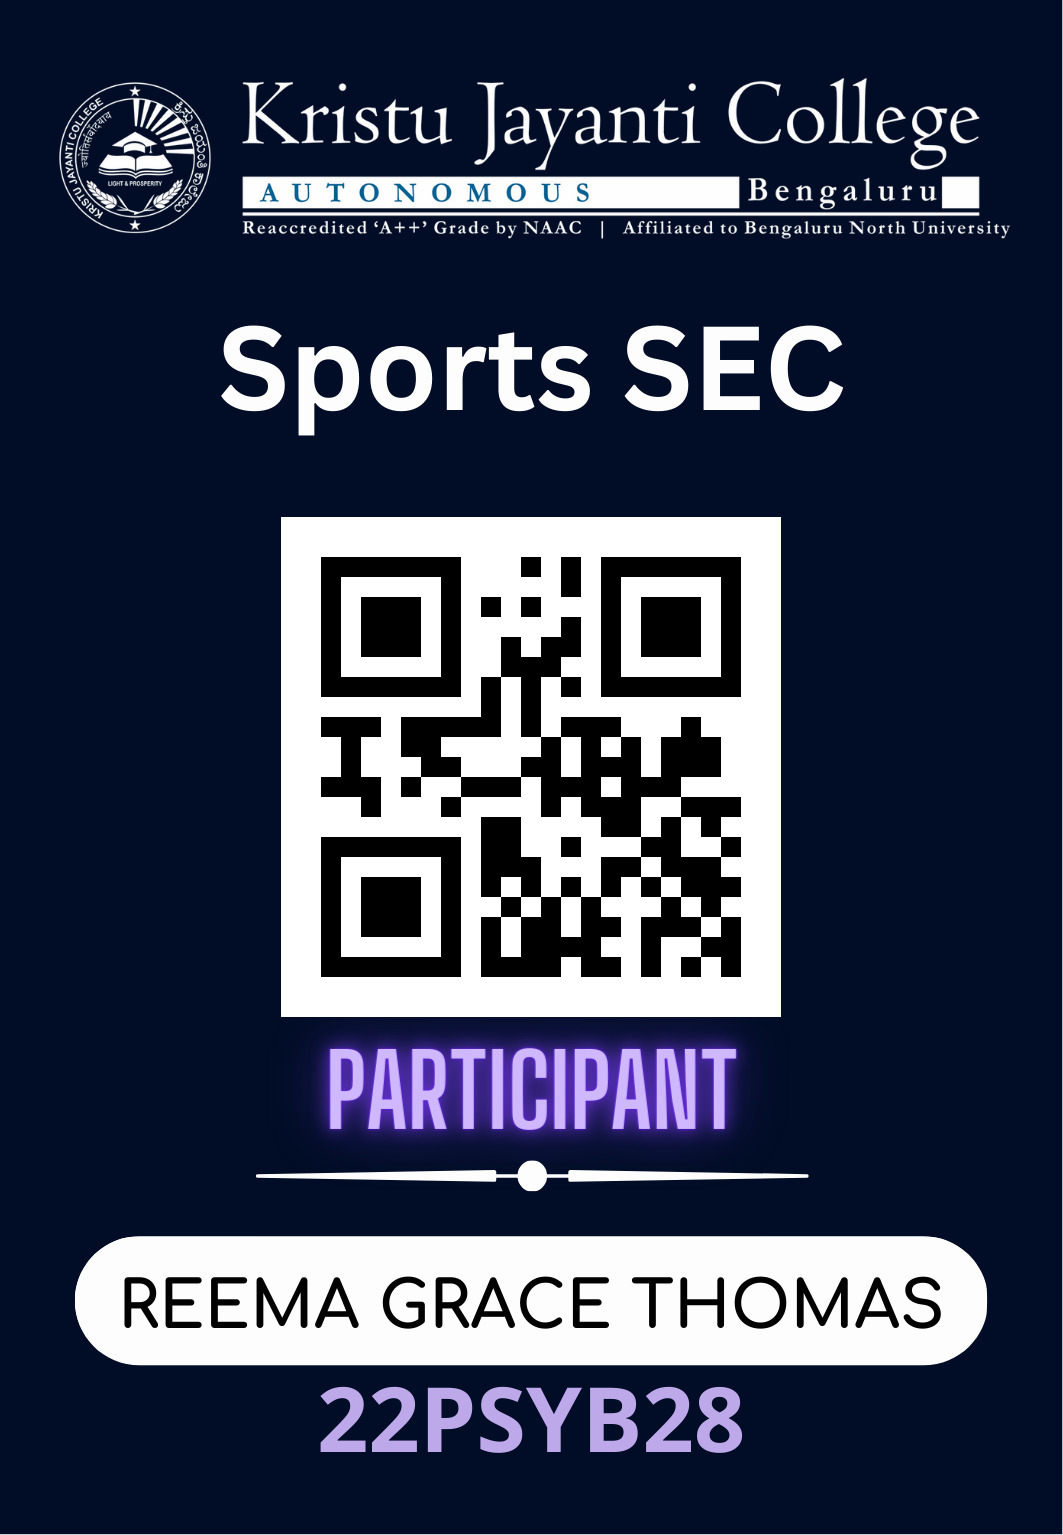 KRISTU JAYANTI COLLEGE
ಕ್ರಿಸ್ತು ಜಯಂತಿ ಕಾಲೇಜು
LIGHT & PROSPERITY
Kristu Jayanti College
AUTONOMOUS Bengaluru
Reaccredited ‘A++’ Grade by NAAC | Affiliated to Bengaluru North University
Sports SEC
PARTICIPANT
REEMA GRACE THOMAS
22PSYB28